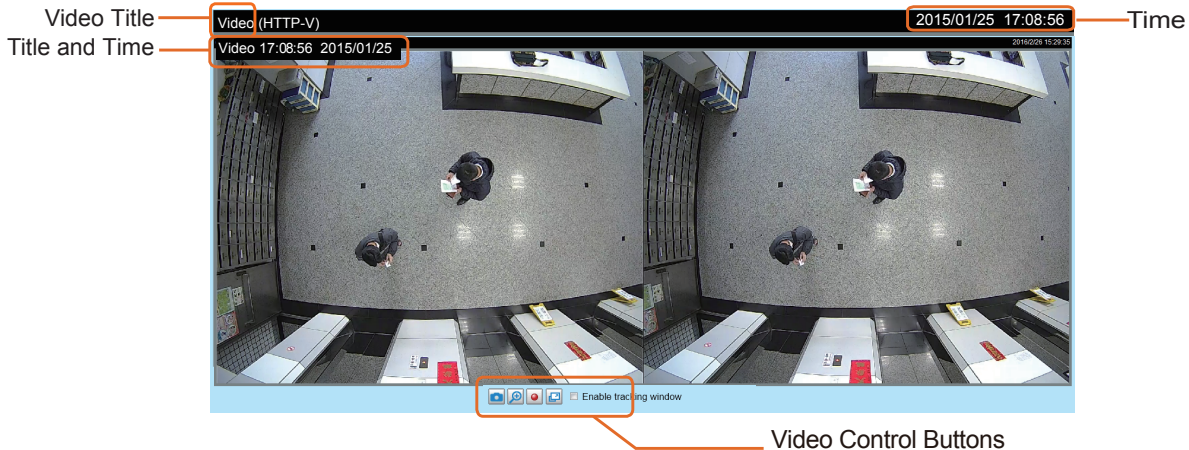 Video Title
Video (HTTP-V)
2015/01/25 17:08:56
Time
Title and Time
Video 17:08:56 2015/01/25
2016/2/26 15:29:35
Enable tracking window
Video Control Buttons